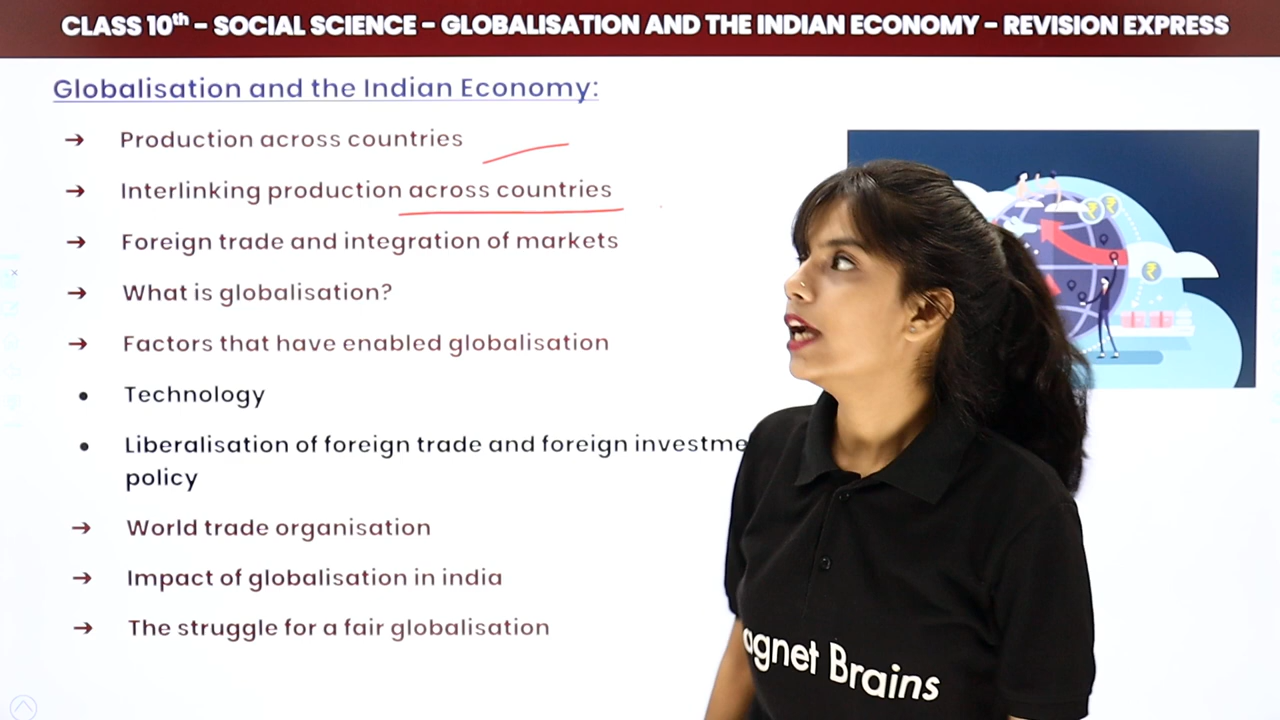 CLASS 10th – SOCIAL SCIENCE – GLOBALISATION AND THE INDIAN ECONOMY – REVISION EXPRESS
Globalisation and the Indian Economy:
→ Production across countries
→ Interlinking production across countries
→ Foreign trade and integration of markets
→ What is globalisation?
→ Factors that have enabled globalisation
• Technology
• Liberalisation of foreign trade and foreign investme
policy
→ World trade organisation
→ Impact of globalisation in india
→ The struggle for a fair globalisation
agnet Brains